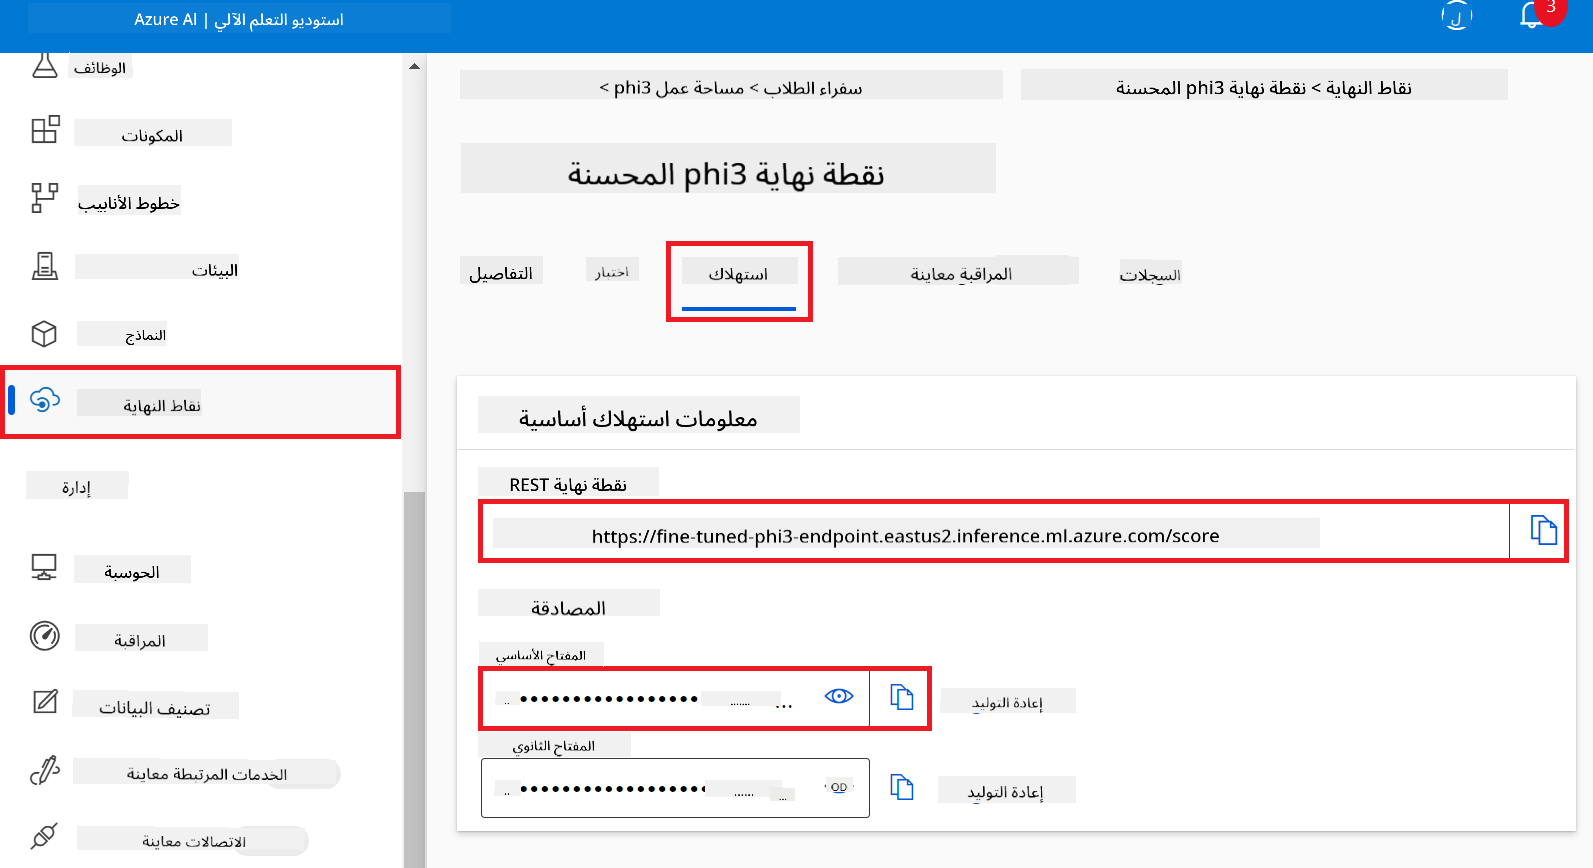 Azure AI | استوديو التعلم الآلي
ل
3
الوظائف
المكونات
خطوط الأنابيب
البيئات
النماذج
نقاط النهاية
إدارة
الحوسبة
المراقبة
تصنيف البيانات
الخدمات المرتبطة معاينة
الاتصالات معاينة
سفراء الطلاب > مساحة عمل phi3 >
نقاط النهاية > نقطة نهاية phi3 المحسنة
نقطة نهاية phi3 المحسنة
التفاصيل
اختبار
استهلاك
المراقبة معاينة
السجلات
معلومات استهلاك أساسية
نقطة نهاية REST
https://fine-tuned-phi3-endpoint.eastus2.inference.ml.azure.com/score
المصادقة
المفتاح الأساسي
إعادة التوليد
المفتاح الثانوي
OD
إعادة التوليد